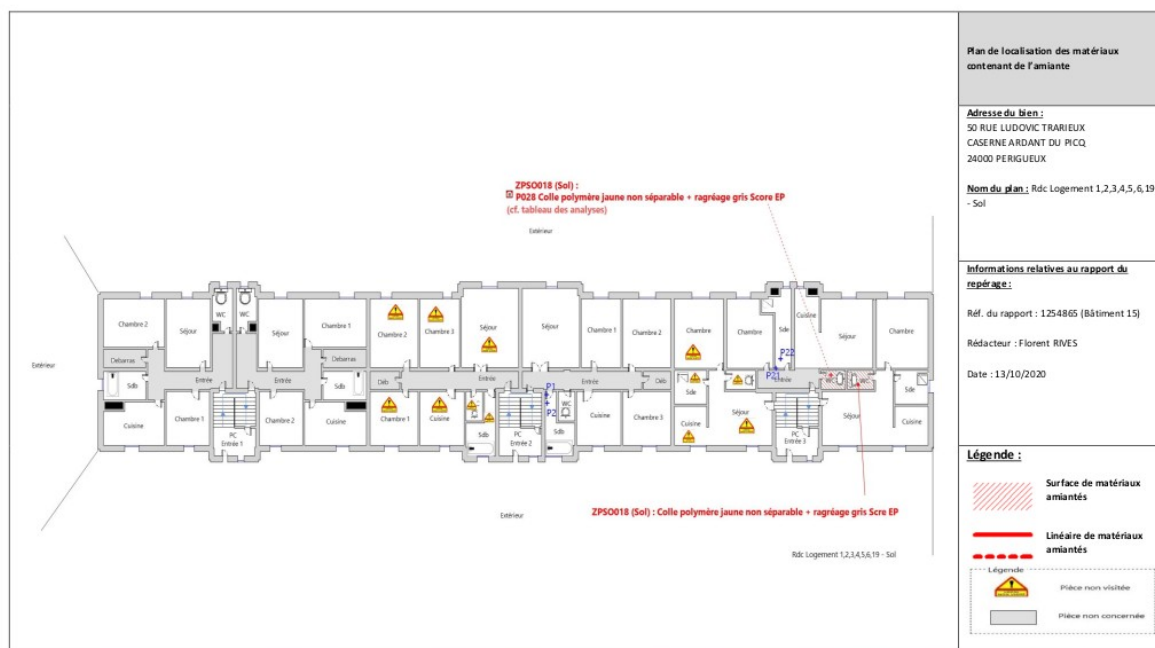 Plan de localisation des matériaux
contenant de l'amiante
Adresse du bien :
50 RUE LUDOVIC TRARIEUX
CASERNE ARDANT DU PICQ
24000 PERIGUEUX
Nom du plan : Rdc Logement 1,2,3,4,5,6,19
- Sol
Informations relatives au rapport du
repérage :
Réf. du rapport : 1254865 (Bâtiment 15)
Rédacteur : Florent RIVES
Date : 13/10/2020
Légende :
Surface de matériaux
amiantés
Linéaire de matériaux
amiantés
Légende
Pièce non visitée
Pièce non concernée
ZPSO018 (Sol) :
P028 Colle polymère jaune non séparable + ragréage gris Score EP
(cf. tableau des analyses)
Extérieur
Extérieur
Chambre 2
Séjour
WC
WC
Séjour
Chambre 1
Chambre 2
Chambre 3
Séjour
Séjour
Chambre 1
Chambre 2
Chambre
Chambre
Sde
Cuisine
Séjour
Chambre
P22
P21
Débarras
Débarras
Entrée
Entrée
Déb
Entrée
Entrée
Déb
Entrée
WC
WC
Sdb
Sdb
P1
P2
WC
Sde
Sde
Cuisine
Chambre 1
PC
Entrée 1
Chambre 2
Cuisine
Chambre 1
Cuisine
Sdb
PC
Entrée 2
Sdb
Cuisine
Chambre 3
Cuisine
Séjour
PC
Entrée 3
Séjour
Cuisine
ZPSO018 (Sol) : Colle polymère jaune non séparable + ragréage gris Scre EP
Extérieur
Rdc Logement 1,2,3,4,5,6,19 - Sol